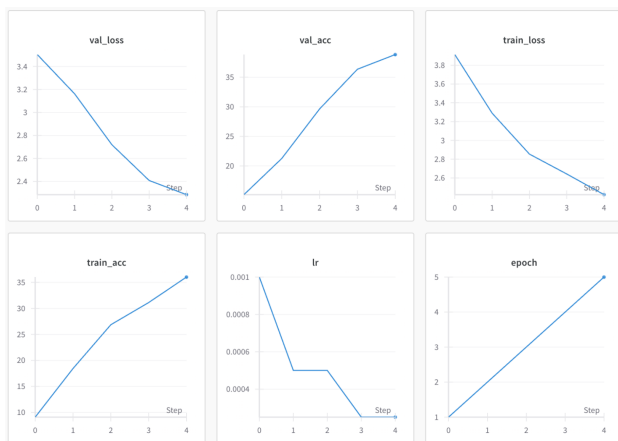 val_loss
3.4
3.2
3
2.8
2.6
2.4
Step
0 1 2 3 4
val_acc
35
30
25
20
Step
0 1 2 3 4
train_loss
3.8
3.6
3.4
3.2
3
2.8
2.6
Step
0 1 2 3 4
train_acc
35
30
25
20
15
10
Step
0 1 2 3 4
lr
0.001
0.0008
0.0006
0.0004
Step
0 1 2 3 4
epoch
5
4
3
2
1
Step
0 1 2 3 4